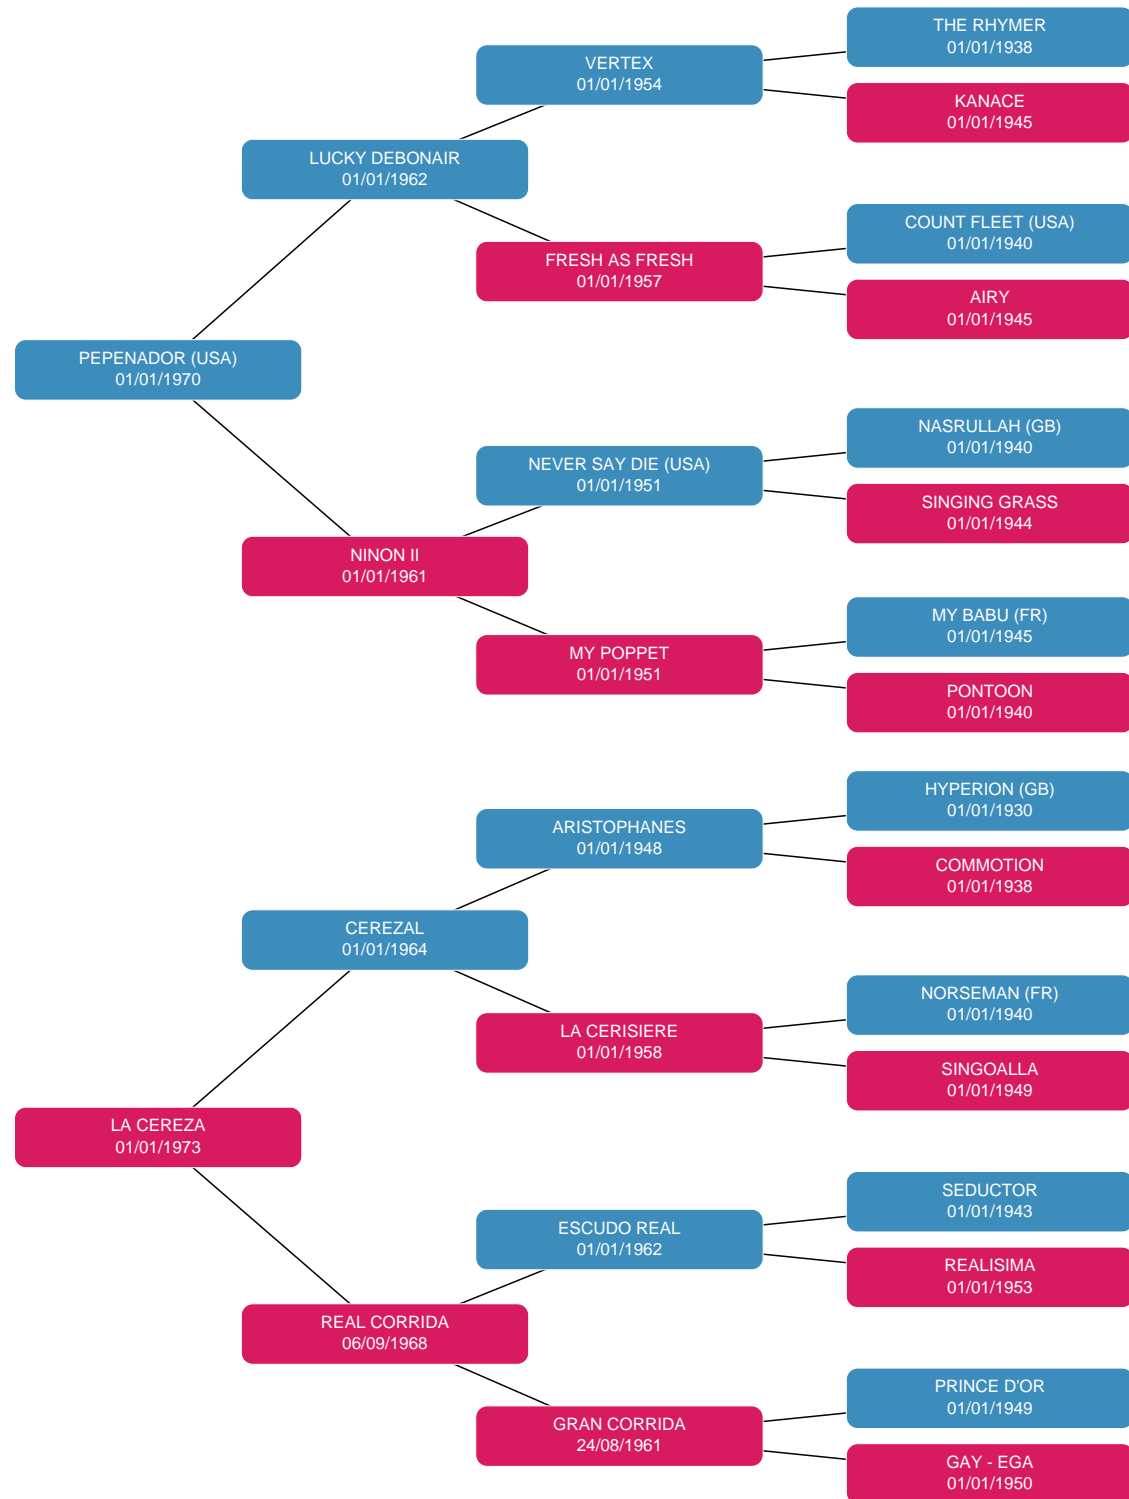 THE RHYMER
01/01/1938
VERTEX
01/01/1954
KANACE
01/01/1945
LUCKY DEBONAIR
01/01/1962
COUNT FLEET (USA)
01/01/1940
FRESH AS FRESH
01/01/1957
AIRY
01/01/1945
PEPENADOR (USA)
01/01/1970
NASRULLAH (GB)
01/01/1940
NEVER SAY DIE (USA)
01/01/1951
SINGING GRASS
01/01/1944
NINON II
01/01/1961
MY BABU (FR)
01/01/1945
MY POPPET
01/01/1951
PONTOON
01/01/1940
HYPERION (GB)
01/01/1930
ARISTOPHANES
01/01/1948
COMMOTION
01/01/1938
CEREZAL
01/01/1964
NORSEMAN (FR)
01/01/1940
LA CERISIERE
01/01/1958
SINGOALLA
01/01/1949
LA CEREZA
01/01/1973
SEDUCTOR
01/01/1943
ESCUDO REAL
01/01/1962
REALISIMA
01/01/1953
REAL CORRIDA
06/09/1968
PRINCE D'OR
01/01/1949
GRAN CORRIDA
24/08/1961
GAY - EGA
01/01/1950